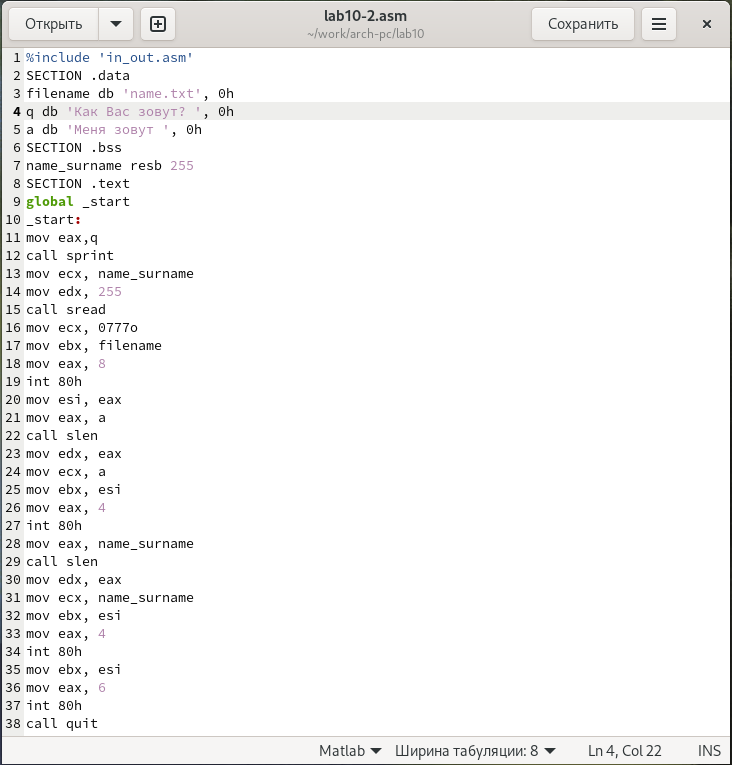 Открыть
lab10-2.asm
~/work/arch-pc/lab10
Сохранить
1 %include 'in_out.asm'
2 SECTION .data
3 filename db 'name.txt', 0h
4 q db 'Как Вас зовут? ', 0h
5 a db 'Меня зовут ', 0h
6 SECTION .bss
7 name_surname resb 255
8 SECTION .text
9 global _start
10 _start:
11 mov eax,q
12 call sprint
13 mov ecx, name_surname
14 mov edx, 255
15 call sread
16 mov ecx, 0777o
17 mov ebx, filename
18 mov eax, 8
19 int 80h
20 mov esi, eax
21 mov eax, a
22 call slen
23 mov edx, eax
24 mov ecx, a
25 mov ebx, esi
26 mov eax, 4
27 int 80h
28 mov eax, name_surname
29 call slen
30 mov edx, eax
31 mov ecx, name_surname
32 mov ebx, esi
33 mov eax, 4
34 int 80h
35 mov ebx, esi
36 mov eax, 6
37 int 80h
38 call quit
Matlab Ширина табуляции: 8 Ln 4, Col 22 INS